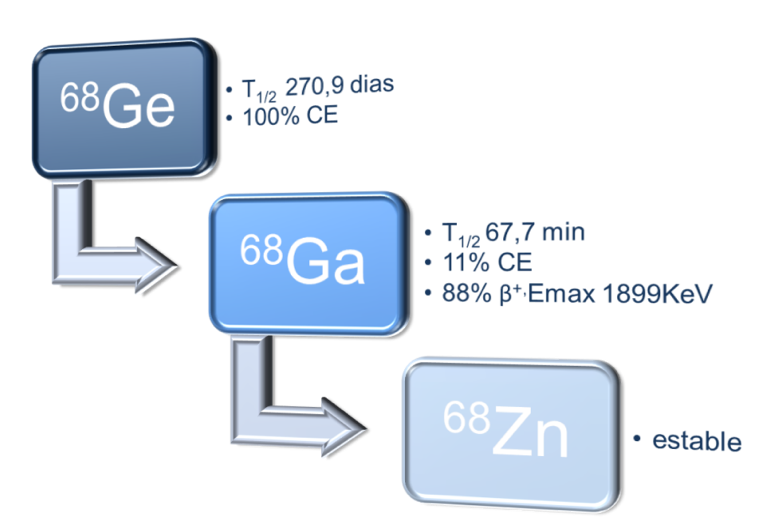 ⁶⁸Ge
• T₁/₂ 270,9 dias
• 100% CE
⁶⁸Ga
• T₁/₂ 67,7 min
• 11% CE
• 88% β⁺, Emax 1899KeV
⁶⁸Zn
• estable